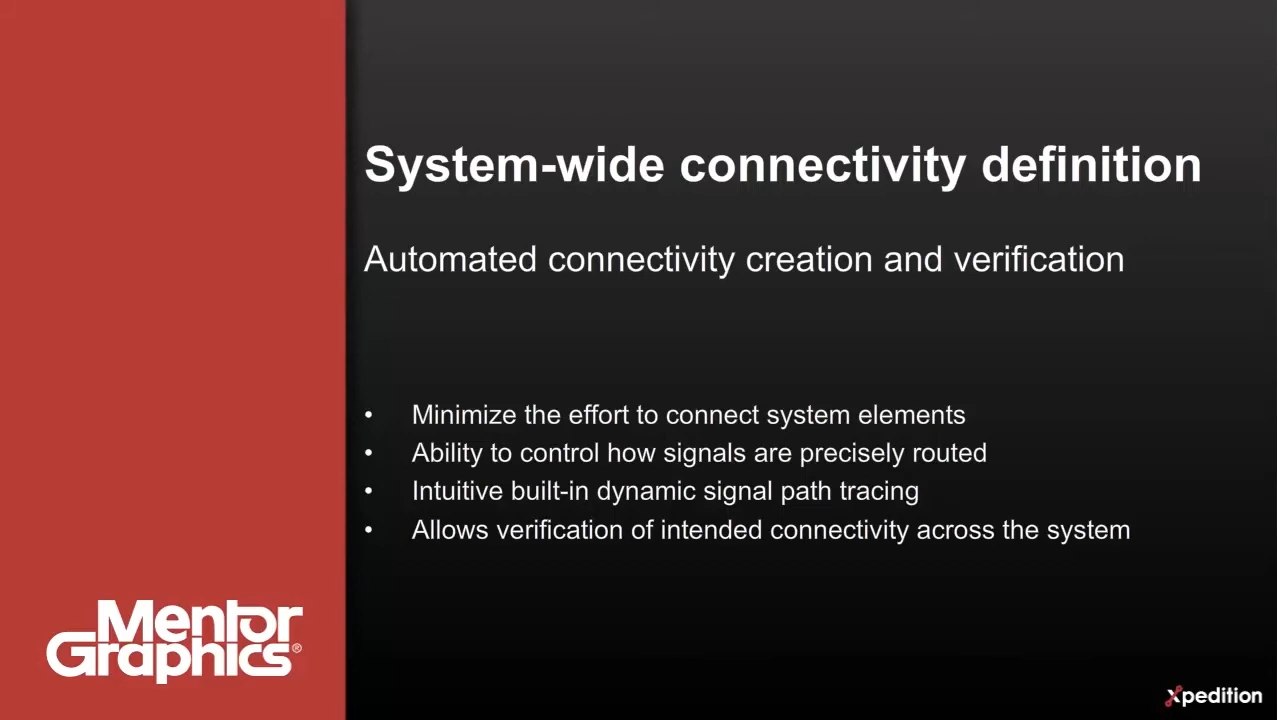 System-wide connectivity definition
Automated connectivity creation and verification
• Minimize the effort to connect system elements
• Ability to control how signals are precisely routed
• Intuitive built-in dynamic signal path tracing
• Allows verification of intended connectivity across the system
Mentor
Graphics®
xpedition